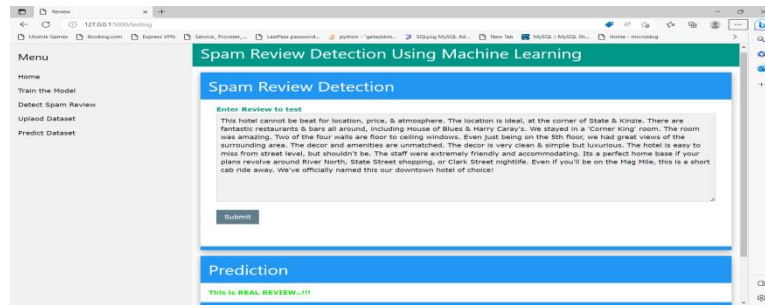 Review
127.0.0.1:5000/testing
Utomik Games Booking.com Express VPN Service_Provider_... LastPass password... python - "getaddrin... SQLyog MySQL Ad... New Tab MySQL :: MySQL Sh... Home - microblog
Menu
Home
Train the Model
Detect Spam Review
Uplaod Dataset
Predict Dataset
Spam Review Detection Using Machine Learning
Spam Review Detection
Enter Review to test
This hotel cannot be beat for location, price, & atmosphere. The location is ideal, at the corner of State & Kinzie. There are
fantastic restaurants & bars all around, including House of Blues & Harry Caray's. We stayed in a 'Corner King' room. The room
was amazing. Two of the four walls are floor to ceiling windows. Even just being on the 5th floor, we had great views of the
surrounding area. The decor and amenities are unmatched. The decor is very clean & simple but luxurious. The hotel is easy to
miss from street level, but shouldn't be. The staff were extremely friendly and accommodating. Its a perfect home base if your
plans revolve around River North, State Street shopping, or Clark Street nightlife. Even if you'll be on the Mag Mile, this is a short
cab ride away. We've officially named this our downtown hotel of choice!
Submit
Prediction
This is REAL REVIEW..!!!